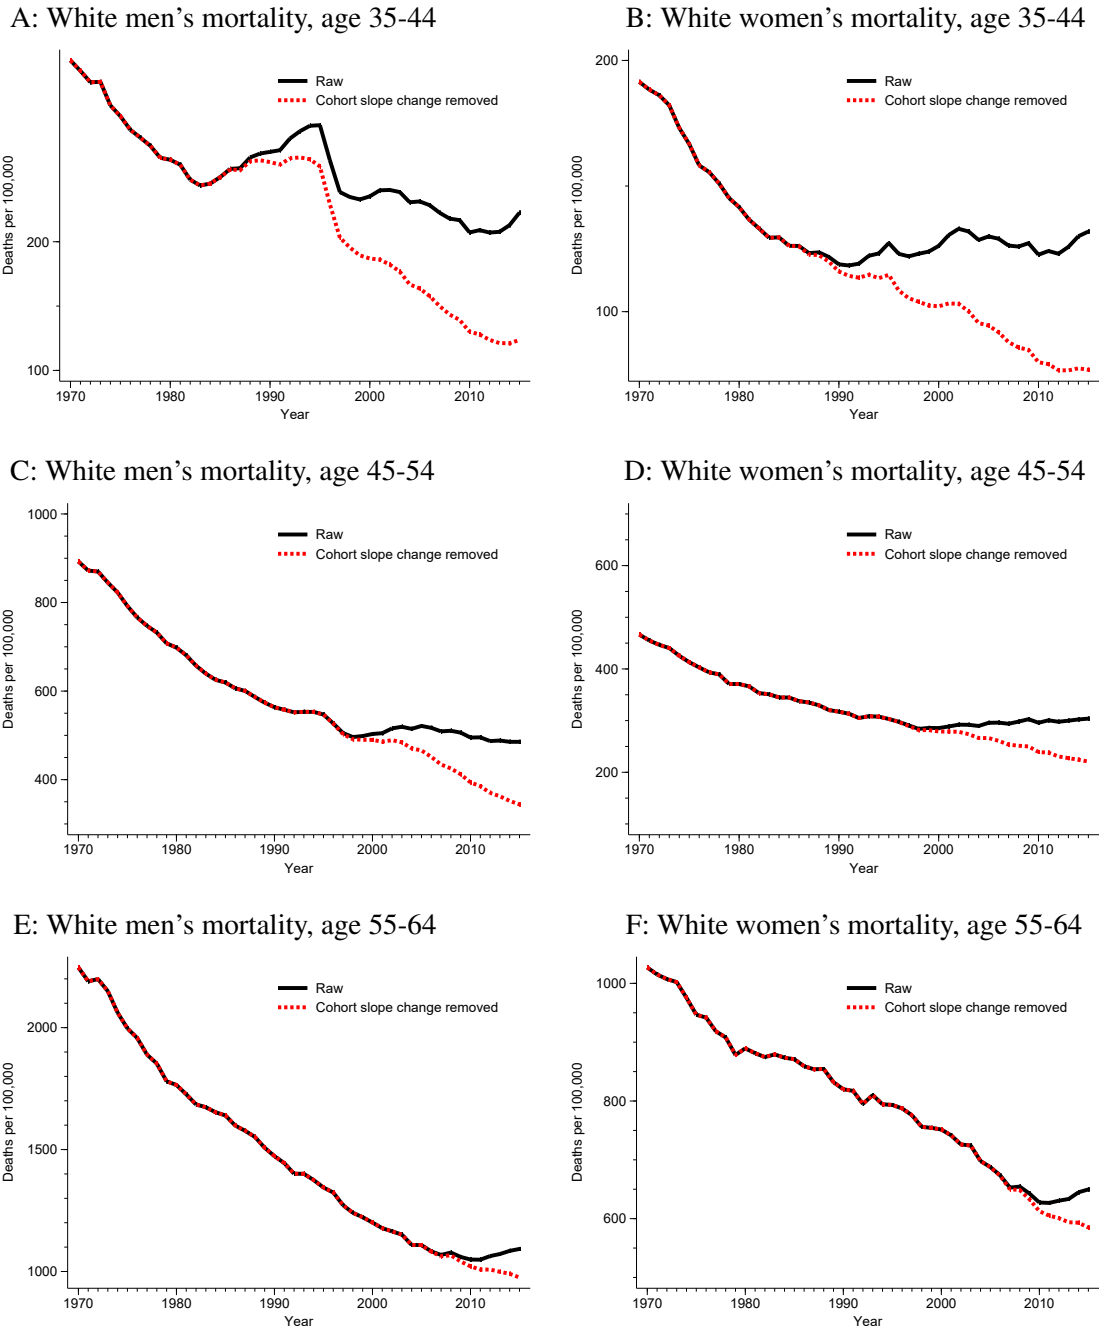 A: White men's mortality, age 35-44
Deaths per 100,000
200
100
Raw
Cohort slope change removed
1970 1980 1990 2000 2010
Year
B: White women's mortality, age 35-44
Deaths per 100,000
200
100
Raw
Cohort slope change removed
1970 1980 1990 2000 2010
Year
C: White men's mortality, age 45-54
Deaths per 100,000
1000
800
600
400
Raw
Cohort slope change removed
1970 1980 1990 2000 2010
Year
D: White women's mortality, age 45-54
Deaths per 100,000
600
400
200
Raw
Cohort slope change removed
1970 1980 1990 2000 2010
Year
E: White men's mortality, age 55-64
Deaths per 100,000
2000
1500
1000
Raw
Cohort slope change removed
1970 1980 1990 2000 2010
Year
F: White women's mortality, age 55-64
Deaths per 100,000
1000
800
600
Raw
Cohort slope change removed
1970 1980 1990 2000 2010
Year